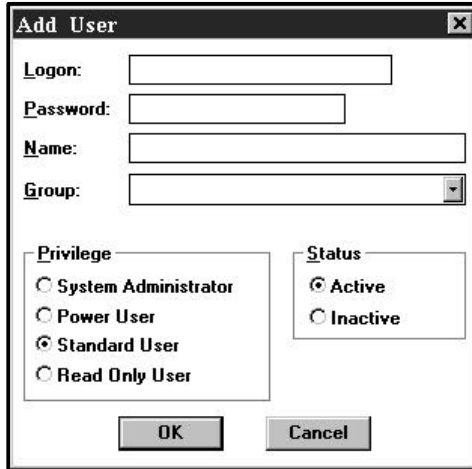 Add User
Logon:
Password:
Name:
Group:
Privilege
System Administrator
Power User
Standard User
Read Only User
Status
Active
Inactive
OK
Cancel